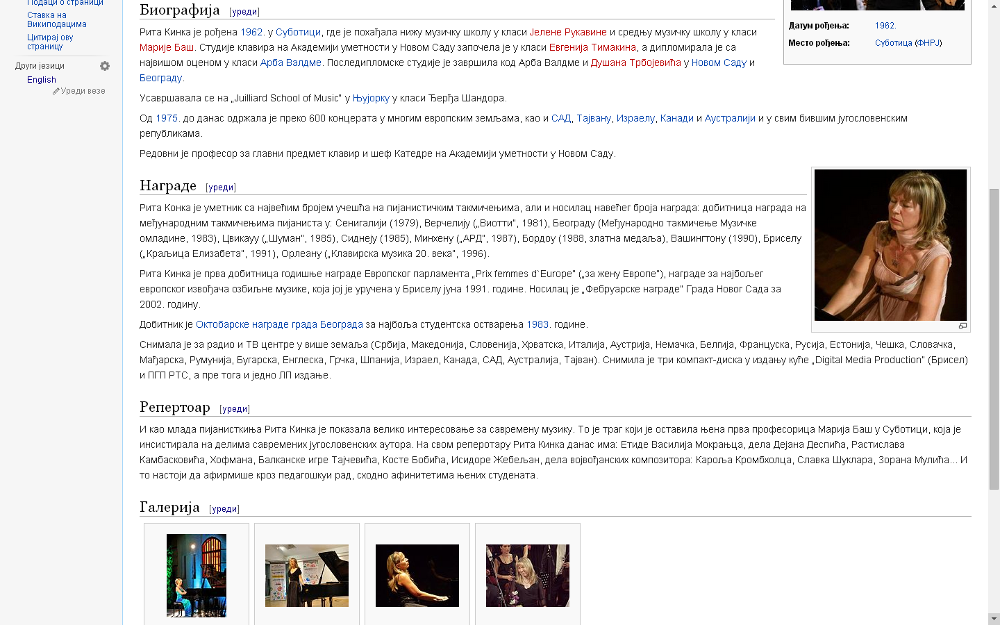 Подаци о страници
Ставка на
Википодацима
Цитирај ову
страницу
Други језици
English
Уреди везе
Биографија [уреди]
Рита Кинка је рођена 1962. у Суботици, где је похађала нижу музичку школу у класи Јелене Рукавине и средњу музичку школу у класи
Марије Баш. Студије клавира на Академији уметности у Новом Саду започела је у класи Евгенија Тимакина, а дипломирала је са
највишом оценом у класи Арба Валдме. Последипломске студије је завршила код Арба Валдме и Душана Трбојевића у Новом Саду и
Београду.
Усавршавала се на „Juilliard School of Music“ у Њујорку у класи Ђерђа Шандора.
Од 1975. до данас одржала је преко 600 концерата у многим европским земљама, као и САД, Тајвану, Израелу, Канади и Аустралији и у свим бившим југословенским
републикама.
Редовни је професор за главни предмет клавир и шеф Катедре на Академији уметности у Новом Саду.
Датум рођења: 1962.
Место рођења: Суботица (ФНРЈ)
Награде [уреди]
Рита Конка је уметник са највећим бројем учешћа на пијанистичким такмичењима, али и носилац навећег броја награда: добитница награда на
међународним такмичењима пијаниста у: Сенигалији (1979), Верчелију („Виотти“, 1981), Београду (Међународно такмичење Музичке
омладине, 1983), Цвикауу („Шуман“, 1985), Сиднеју (1985), Минхену („АРД“, 1987), Бордоу (1988, златна медаља), Вашингтону (1990), Бриселу
(„Краљица Елизабета“, 1991), Орлеану („Клавирска музика 20. века“, 1996).
Рита Кинка је прва добитница годишње награде Европског парламента „Prix femmes d`Europe“ („за жену Европе“), награде за најбољег
европског извођача озбиљне музике, која јој је уручена у Бриселу јуна 1991. године. Носилац је „Фебруарске награде“ Града Новог Сада за
2002. годину.
Добитник је Октобарске награде града Београда за најбоља студентска остварења 1983. године.
Снимала је за радио и ТВ центре у више земаља (Србија, Македонија, Словенија, Хрватска, Италија, Аустрија, Немачка, Белгија, Француска, Русија, Естонија, Чешка, Словачка,
Мађарска, Румунија, Бугарска, Енглеска, Грчка, Шпанија, Израел, Канада, САД, Аустралија, Тајван). Снимила је три компакт-диска у издању куће „Digital Media Production“ (Брисел)
и ПГП РТС, а пре тога и једно ЛП издање.
Репертоар [уреди]
И као млада пијанисткиња Рита Кинка је показала велико интересовање за савремену музику. То је траг који је оставила њена прва професорица Марија Баш у Суботици, која је
инсистирала на делима савремених југословенских аутора. На свом реперотару Рита Кинка данас има: Етиде Василија Мокрањца, дела Дејана Деспића, Растислава
Камбасковића, Хофмана, Балканске игре Тајчевића, Косте Бобића, Исидоре Жебељан, дела војвођанских композитора: Кароља Кромбхолца, Славка Шуклара, Зорана Мулића... И
то настоји да афирмише кроз педагошкуи рад, сходно афинитетима њених студената.
Галерија [уреди]